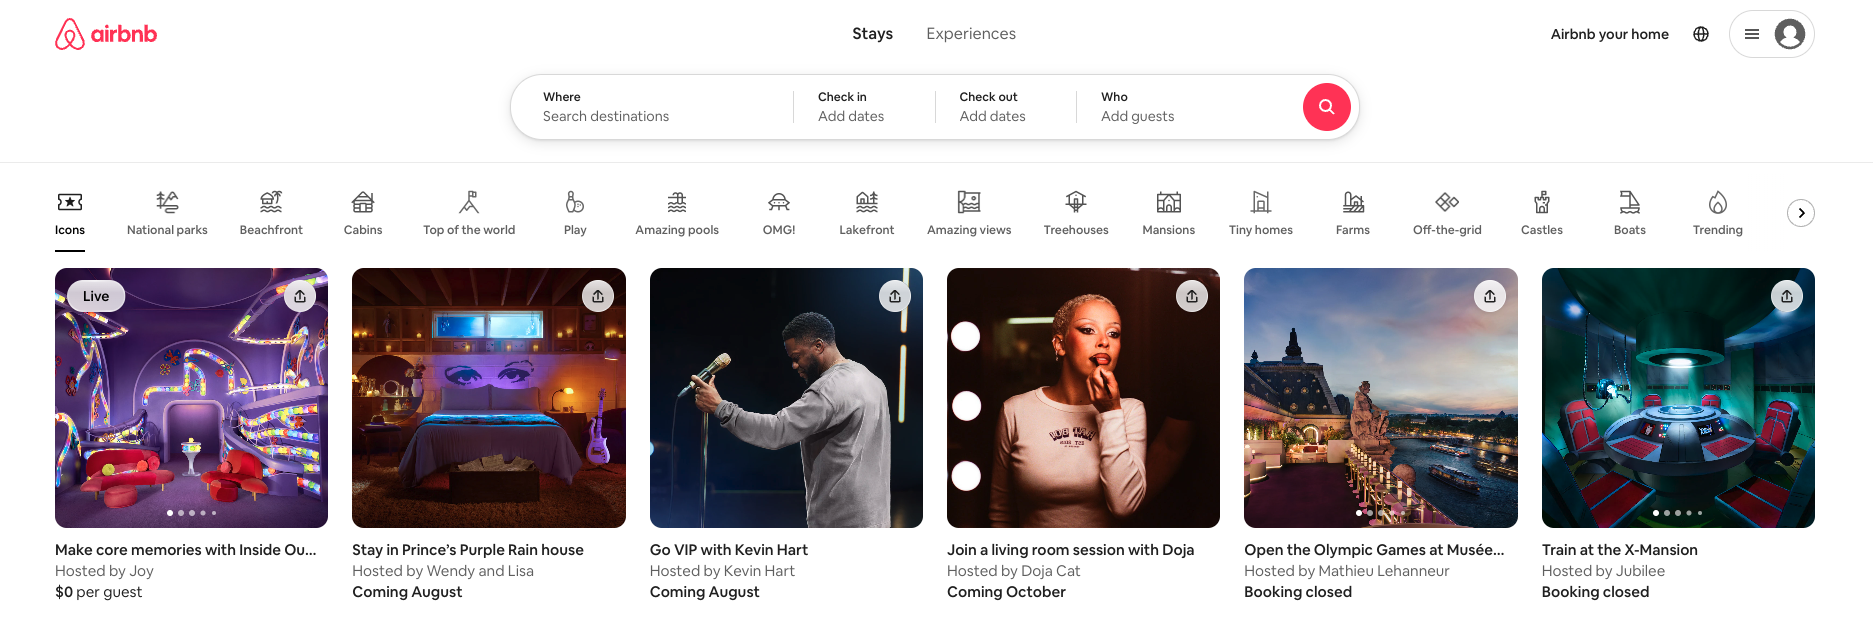 airbnb
Stays Experiences
Airbnb your home
Where
Search destinations
Check in
Add dates
Check out
Add dates
Who
Add guests
Icons
National parks
Beachfront
Cabins
Top of the world
Play
Amazing pools
OMG!
Lakefront
Amazing views
Treehouses
Mansions
Tiny homes
Farms
Off-the-grid
Castles
Boats
Trending
Live
Make core memories with Inside Ou...
Hosted by Joy
$0 per guest
Stay in Prince’s Purple Rain house
Hosted by Wendy and Lisa
Coming August
Go VIP with Kevin Hart
Hosted by Kevin Hart
Coming August
Join a living room session with Doja
Hosted by Doja Cat
Coming October
Open the Olympic Games at Musée...
Hosted by Mathieu Lehanneur
Booking closed
Train at the X-Mansion
Hosted by Jubilee
Booking closed